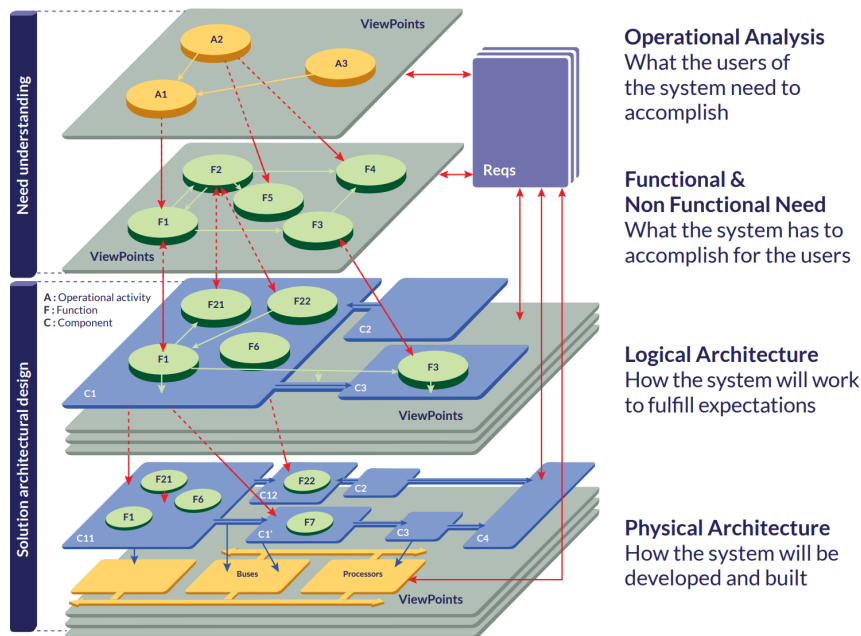 Need understanding
ViewPoints
A2
A3
A1
Reqs
F2
F4
F5
F1
F3
ViewPoints
Operational Analysis
What the users of
the system need to
accomplish
Functional &
Non Functional Need
What the system has to
accomplish for the users
Solution architectural design
A : Operational activity
F : Function
C : Component
F21
F22
C2
F1
F6
F3
C3
C1
ViewPoints
Logical Architecture
How the system will work
to fulfill expectations
F21
F6
F1
C11
C12
F22
C2
C1'
F7
C3
C4
Buses
Processors
ViewPoints
Physical Architecture
How the system will be
developed and built